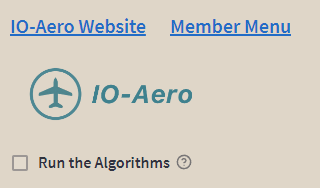 IO-Aero Website Member Menu
IO-Aero
Run the Algorithms ?